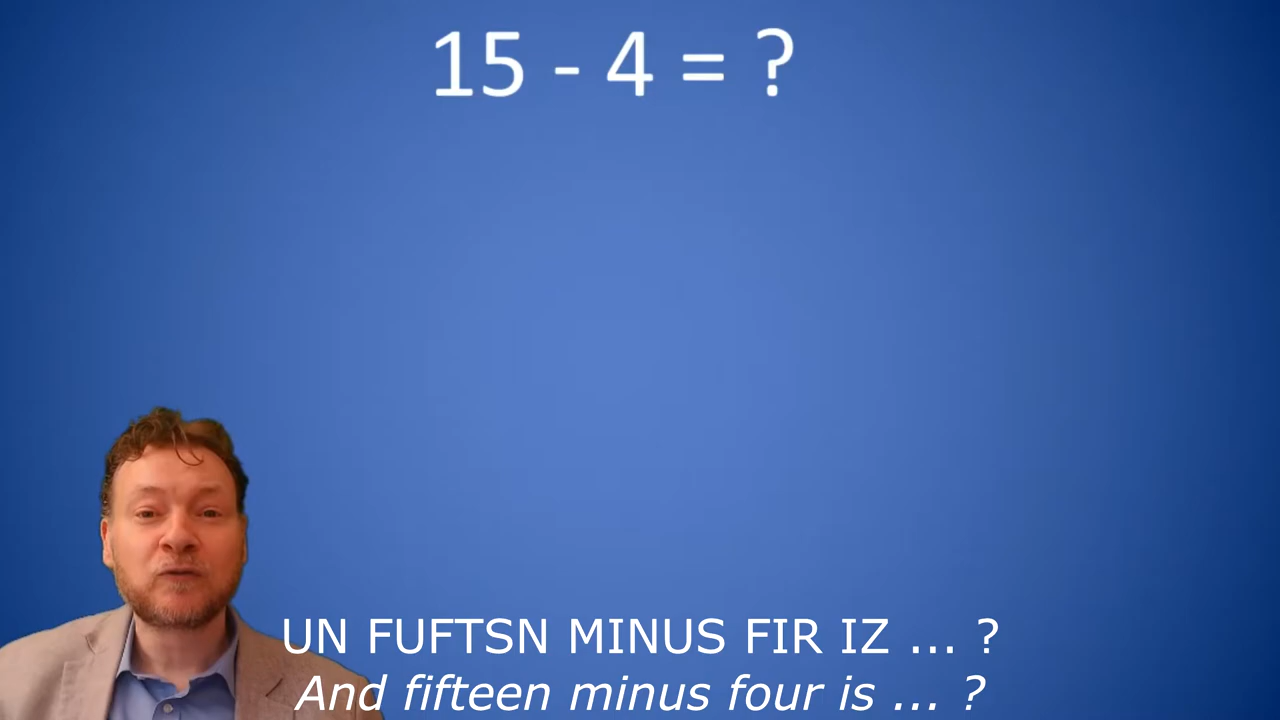 15 - 4 = ?
UN FUFTSN MINUS FIR IZ ... ?
And fifteen minus four is ... ?